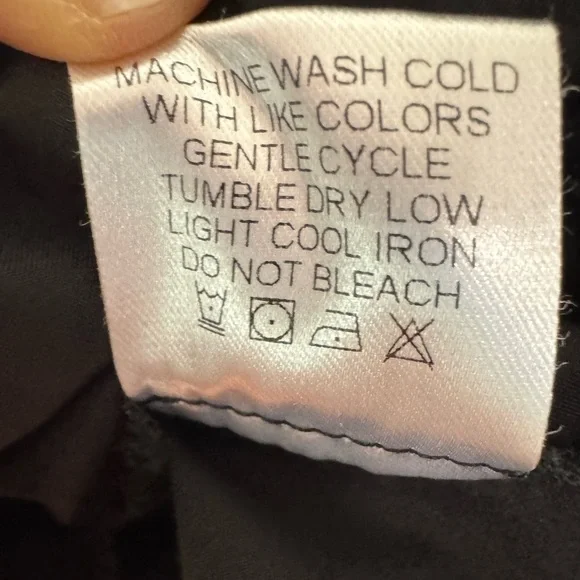 MACHINE WASH COLD
WITH LIKE COLORS
GENTLE CYCLE
TUMBLE DRY LOW
LIGHT COOL IRON
DO NOT BLEACH